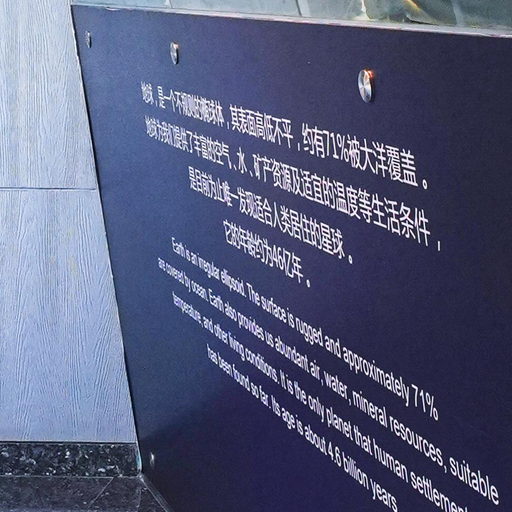 地球，是一个不规则的椭球体，其表面高低不平，约有71%被大洋覆盖。
地球为我们提供了丰富的空气、水、矿产资源及适宜的温度等生活条件，
是目前为止唯一发现适合人类居住的星球。
它的年龄约为46亿年。
Earth is an irregular ellipsoid. The surface is rugged and approximately 71%
are covered by ocean. Earth also provides us abundant air, water, mineral resources, suitable
temperature, and other living conditions. It is the only planet that human settlement
has been found so far. Its age is about 4.6 billion years